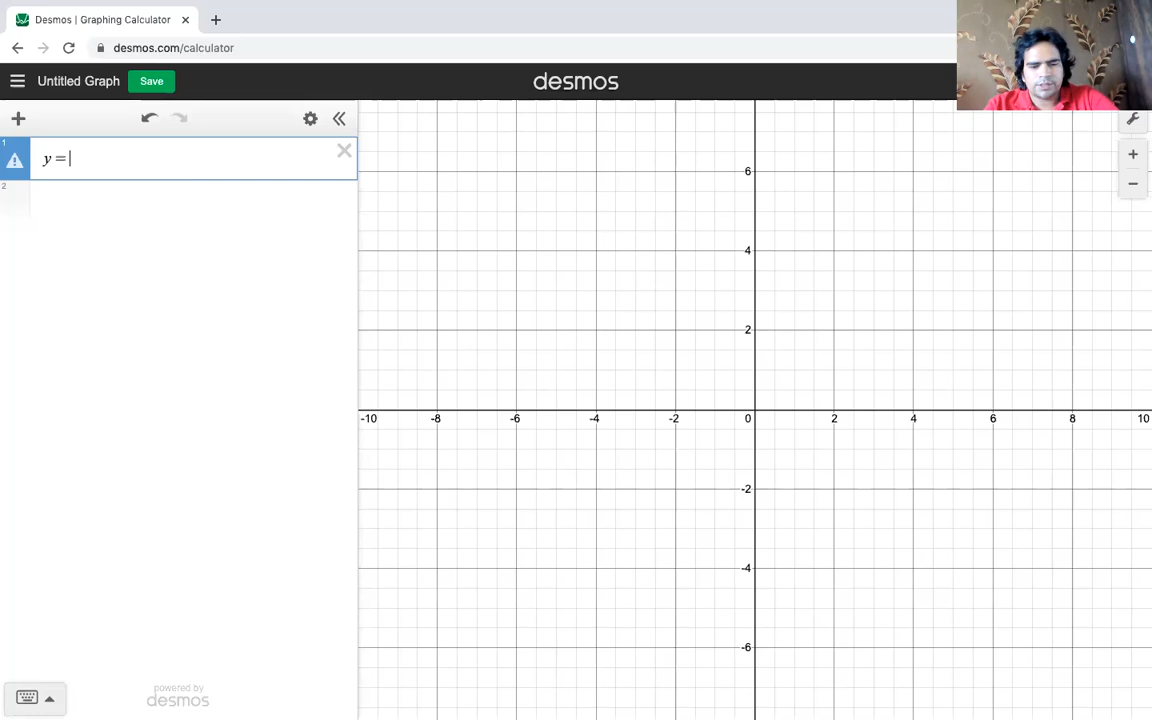 Desmos | Graphing Calculator
desmos.com/calculator
Untitled Graph
Save
desmos
1
y =
2
6
4
2
-10
-8
-6
-4
-2
0
2
4
6
8
10
-2
-4
-6
powered by
desmos